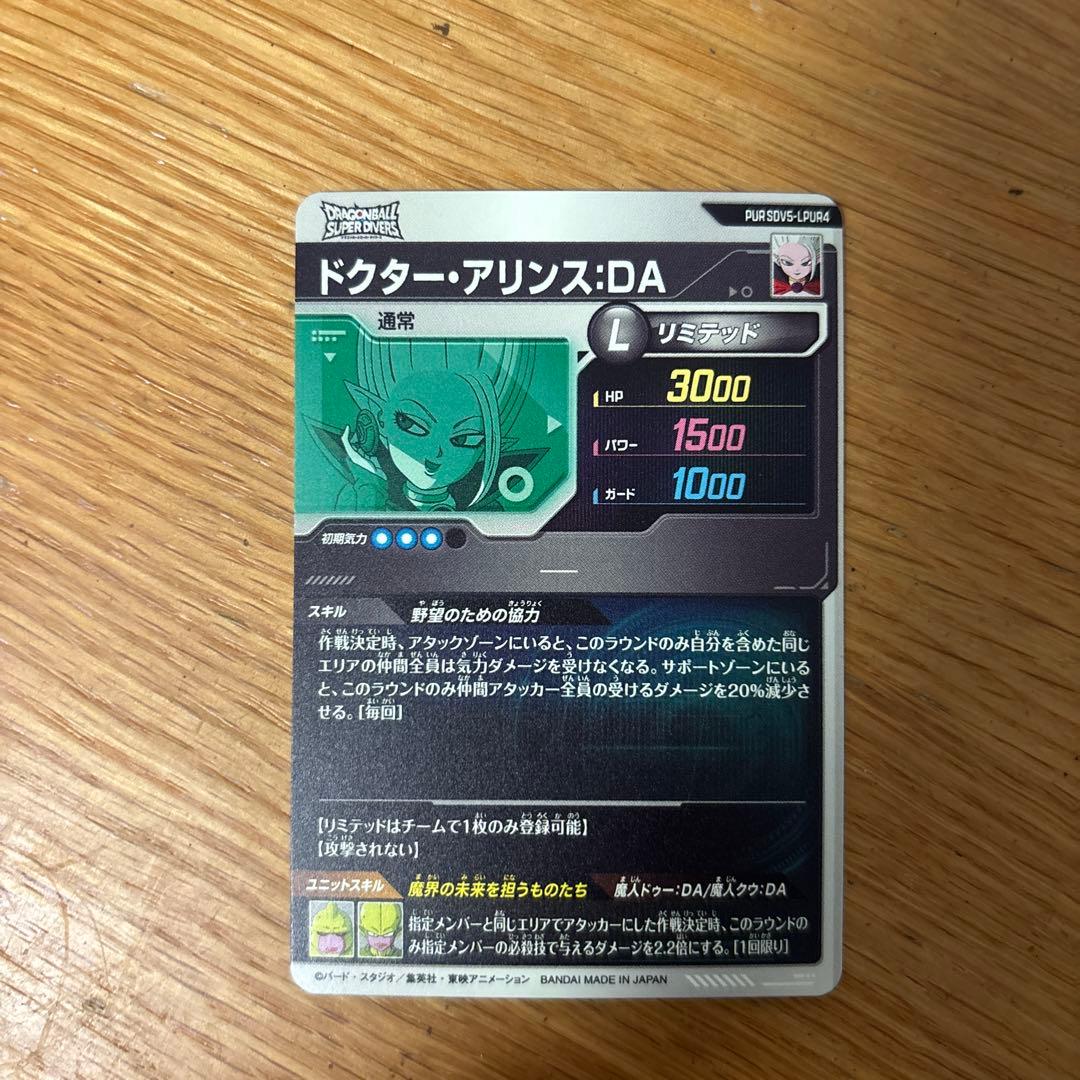 DRAGONBALL
SUPER DIVERS
PUR SDV5-LPUR4
ドクター・アリンス:DA
通常
L リミテッド
HP 3000
パワー 1500
ガード 1000
初期気力
スキル 野望のための協力
作戦決定時、アタックゾーンにいると、このラウンドのみ自分を含めた同じ
エリアの仲間全員は気力ダメージを受けなくなる。サポートゾーンにいる
と、このラウンドのみ仲間アタッカー全員の受けるダメージを20%減少さ
せる。[毎回]
【リミテッドはチームで1枚のみ登録可能】
【攻撃されない】
ユニットスキル 魔界の未来を担うものたち 魔人ドゥー:DA/魔人クウ:DA
指定メンバーと同じエリアでアタッカーにした作戦決定時、このラウンドの
み指定メンバーの必殺技で与えるダメージを2.2倍にする。[1回限り]
©バード・スタジオ/集英社・東映アニメーション BANDAI MADE IN JAPAN